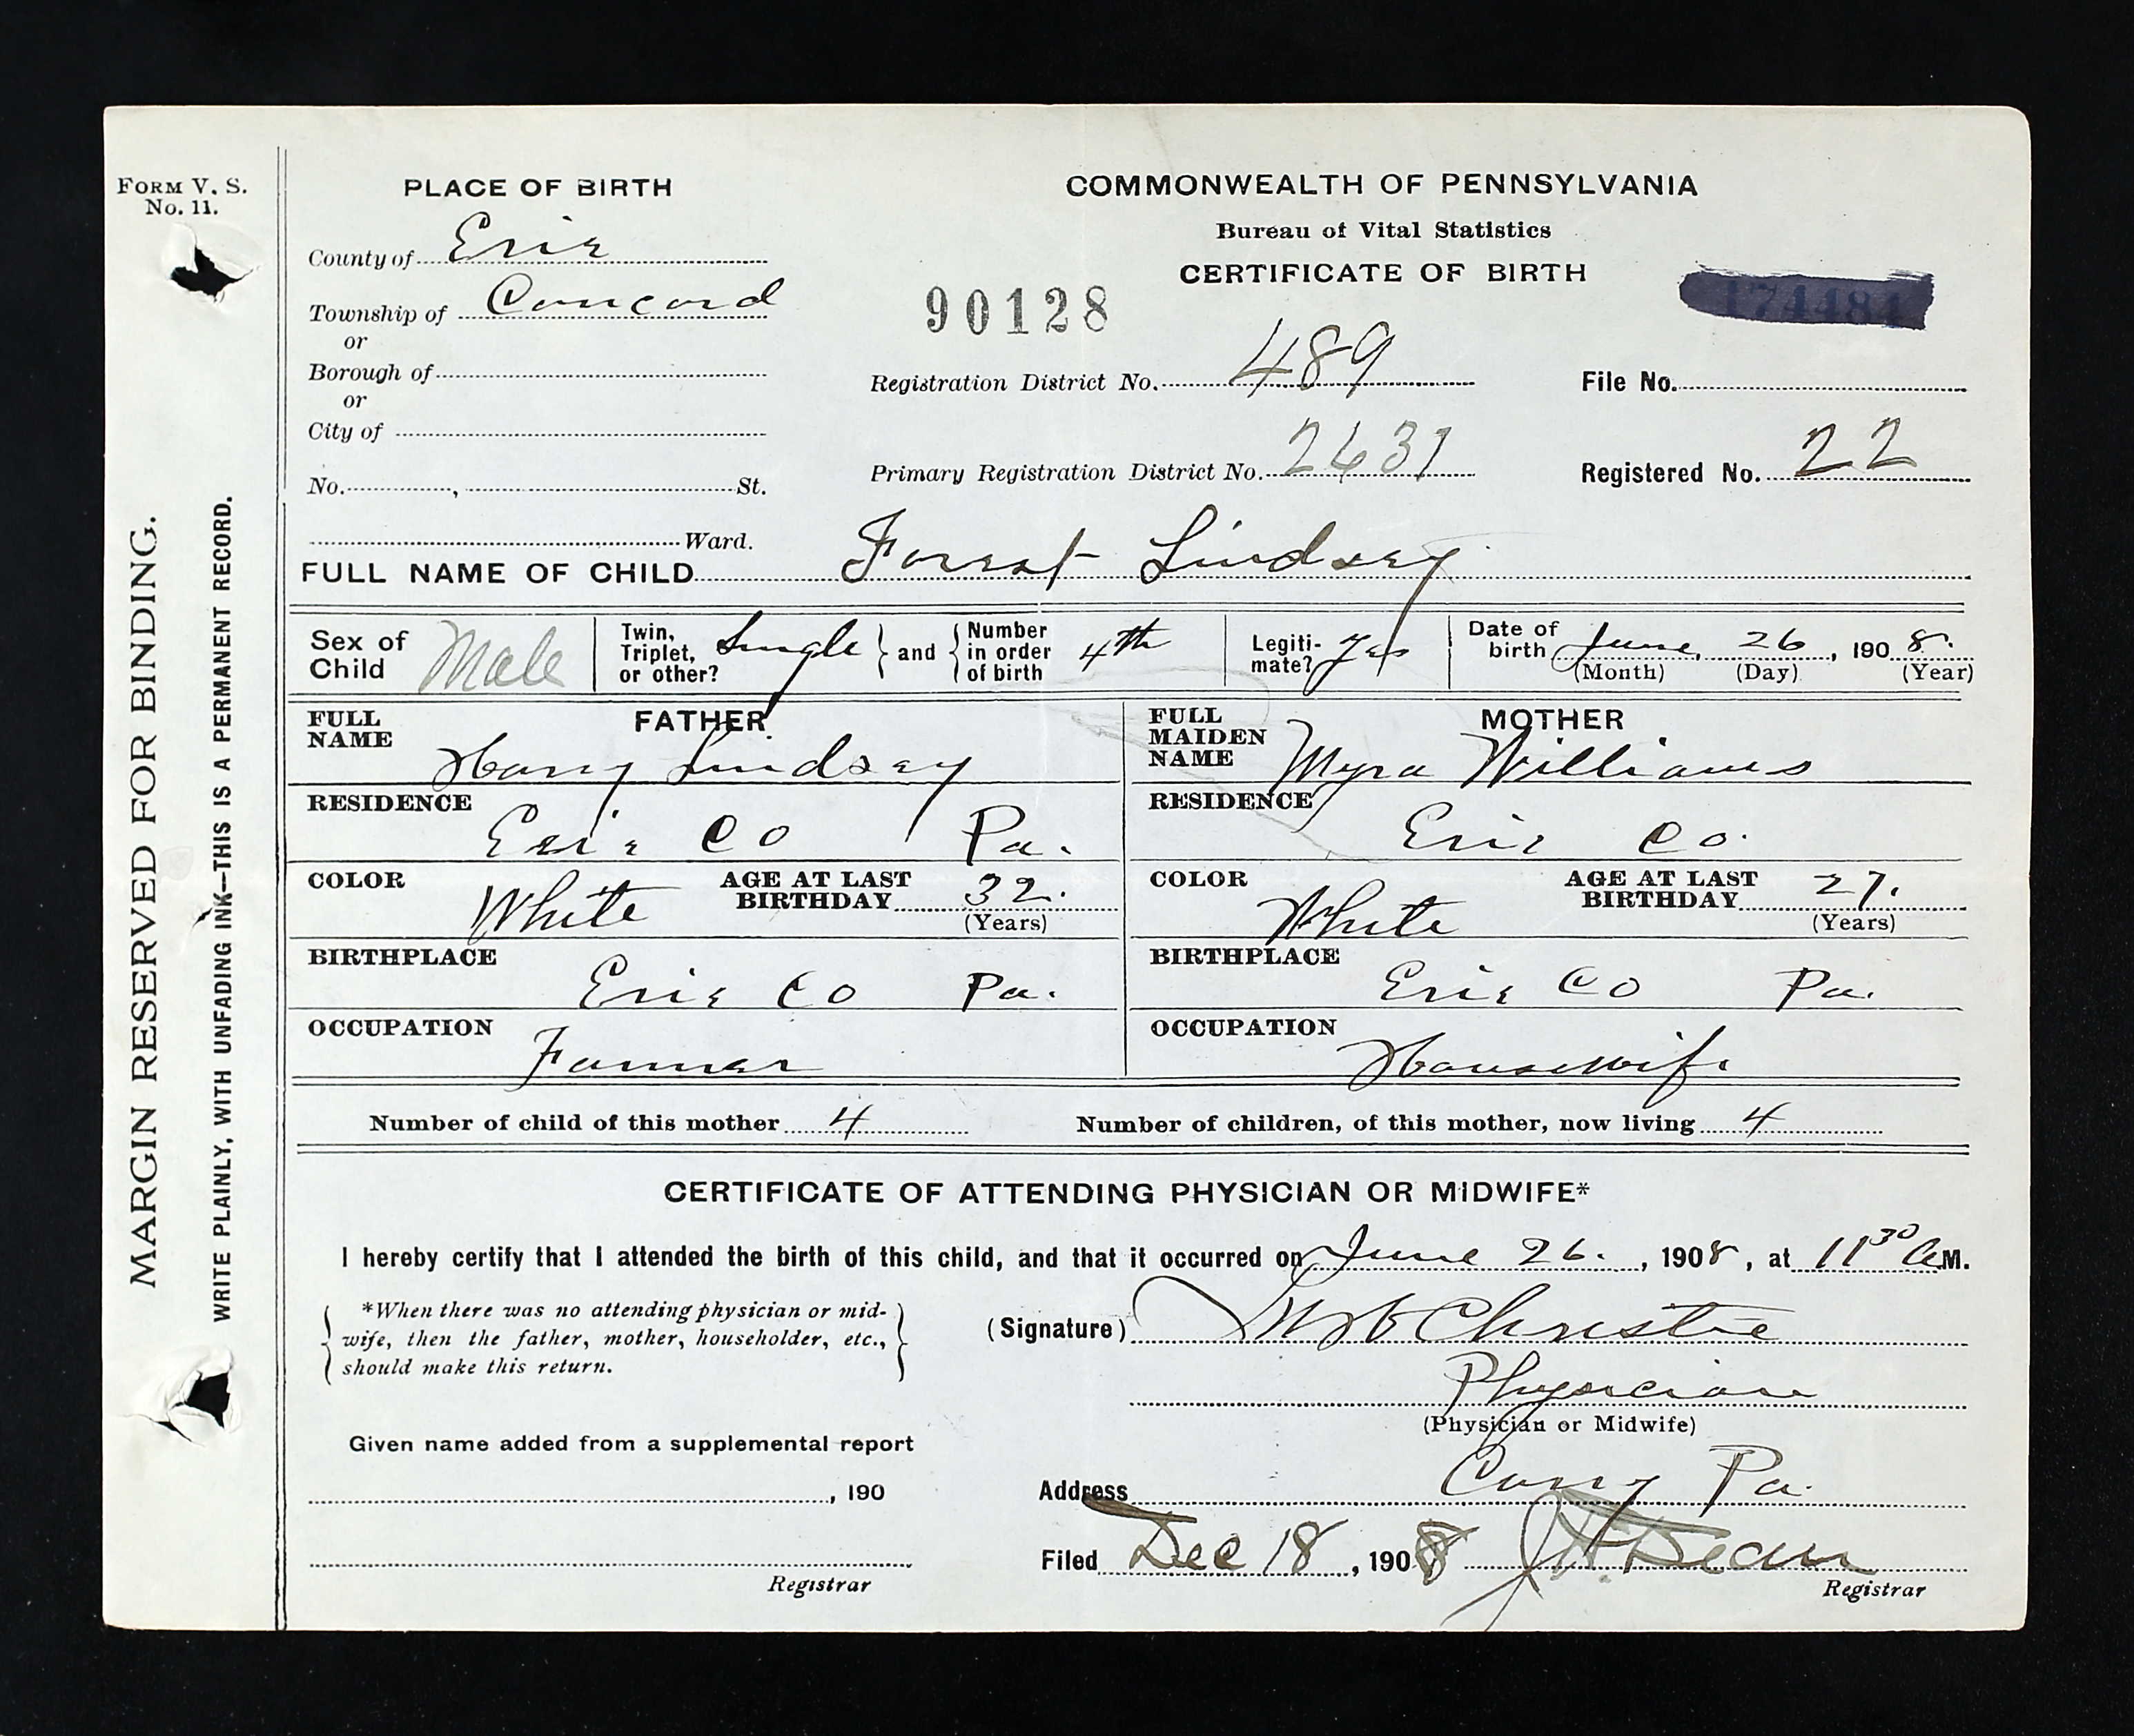 FORM V. S.
No. 11.
MARGIN RESERVED FOR BINDING.
WRITE PLAINLY, WITH UNFADING INK—THIS IS A PERMANENT RECORD.
PLACE OF BIRTH
County of Erie
Township of Concord
or
Borough of
or
City of
No. , St.
Ward.
COMMONWEALTH OF PENNSYLVANIA
Bureau of Vital Statistics
CERTIFICATE OF BIRTH
90128
174484
Registration District No. 489
File No.
Primary Registration District No. 2631
Registered No. 22
FULL NAME OF CHILD Forest Lindsey
Sex of Child Male
Twin, Triplet, or other? Single and Number in order of birth 4th
Legitimate? Yes
Date of birth June 26, 1908.
(Month) (Day) (Year)
FATHER
FULL NAME Harry Lindsey
RESIDENCE Erie Co Pa.
COLOR White AGE AT LAST BIRTHDAY 32.
(Years)
BIRTHPLACE Erie Co Pa.
OCCUPATION Farmer
MOTHER
FULL MAIDEN NAME Myra Williams
RESIDENCE Erie Co.
COLOR White AGE AT LAST BIRTHDAY 27.
(Years)
BIRTHPLACE Erie Co Pa.
OCCUPATION Housewife
Number of child of this mother 4 Number of children, of this mother, now living 4
CERTIFICATE OF ATTENDING PHYSICIAN OR MIDWIFE*
I hereby certify that I attended the birth of this child, and that it occurred on June 26. , 1908, at 11 30 A.M.
*When there was no attending physician or mid-
wife, then the father, mother, householder, etc.,
should make this return.
(Signature) Christie
Physician
(Physician or Midwife)
Given name added from a supplemental report
, 190
Registrar
Address Corry Pa.
Filed Dec 18, 1908 J. H. Dean
Registrar